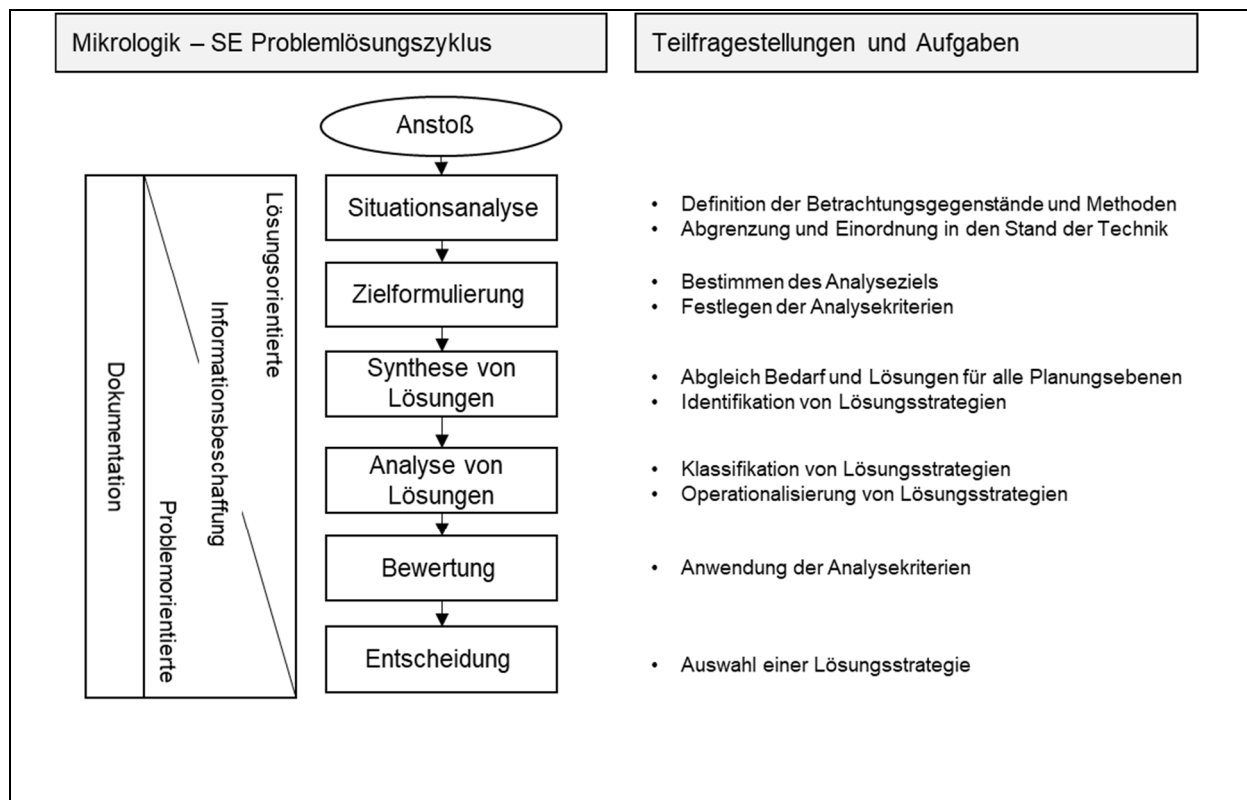 Mikrologik – SE Problemlösungszyklus
Teilfragestellungen und Aufgaben
Anstoß
Dokumentation
Problemorientierte
Informationsbeschaffung
Lösungsorientierte
Situationsanalyse
• Definition der Betrachtungsgegenstände und Methoden
• Abgrenzung und Einordnung in den Stand der Technik
Zielformulierung
• Bestimmen des Analyseziels
• Festlegen der Analysekriterien
Synthese von
Lösungen
• Abgleich Bedarf und Lösungen für alle Planungsebenen
• Identifikation von Lösungsstrategien
Analyse von
Lösungen
• Klassifikation von Lösungsstrategien
• Operationalisierung von Lösungsstrategien
Bewertung
• Anwendung der Analysekriterien
Entscheidung
• Auswahl einer Lösungsstrategie